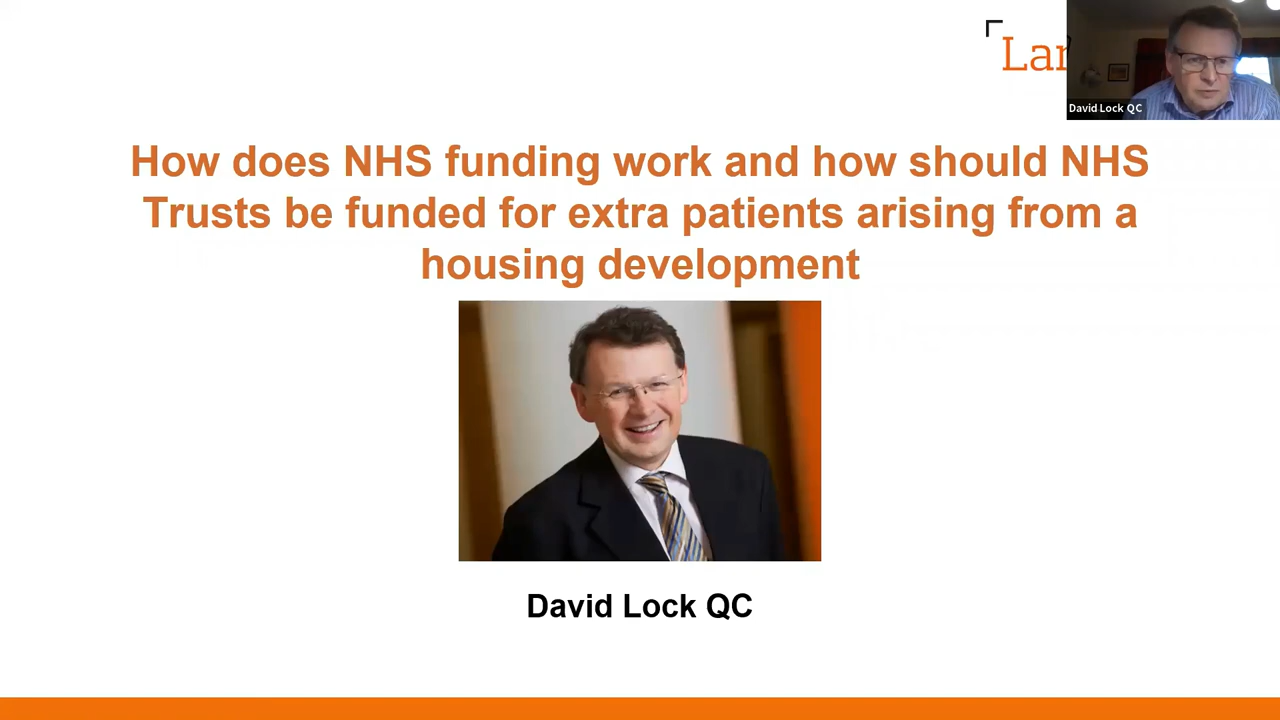 David Lock QC
How does NHS funding work and how should NHS
Trusts be funded for extra patients arising from a
housing development
David Lock QC